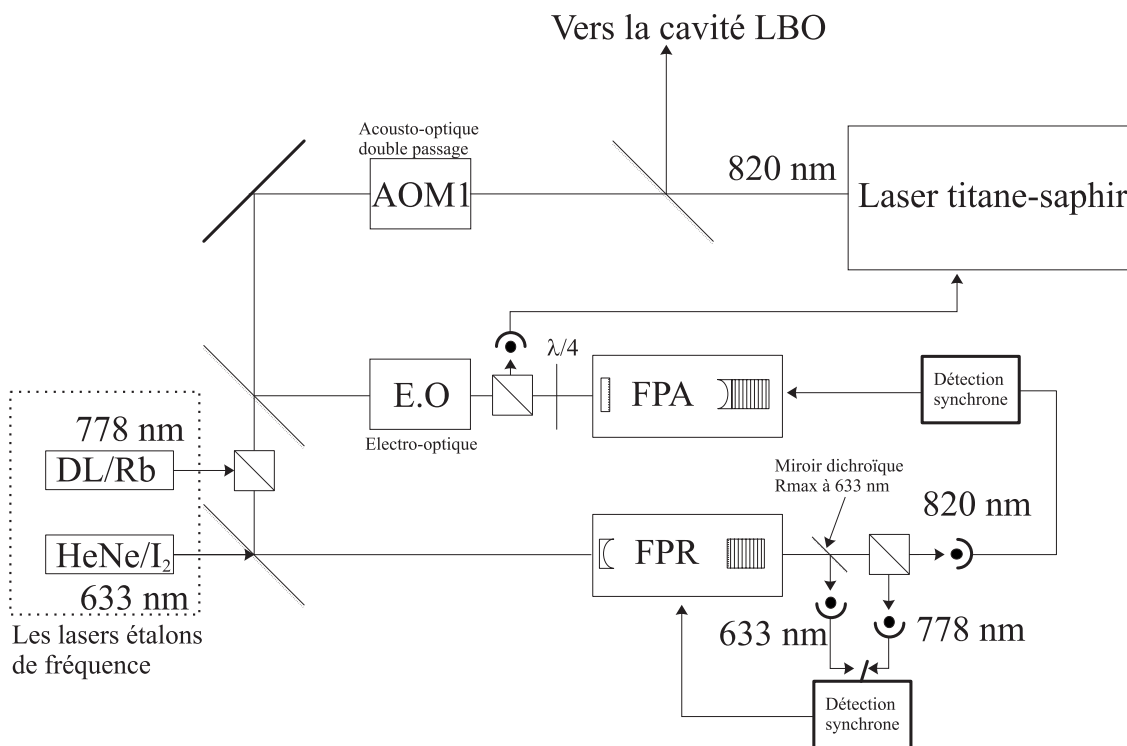 Vers la cavité LBO
Acousto-optique
double passage
AOM1
820 nm
Laser titane-saphir
λ/4
E.O
Electro-optique
FPA
Détection
synchrone
778 nm
DL/Rb
HeNe/I2
633 nm
Les lasers étalons
de fréquence
Miroir dichroïque
Rmax à 633 nm
820 nm
FPR
633 nm
778 nm
Détection
synchrone